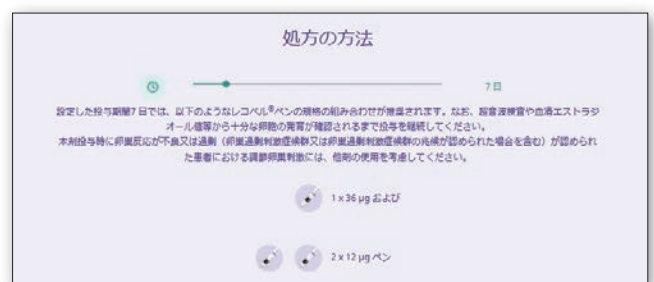 処方の方法
7日
設定した投与期間7日では、以下のようなレコベル®ペンの規格の組み合わせが推奨されます。なお、超音波検査や血清エストラジ
オール値等から十分な卵胞の発育が確認されるまで投与を継続してください。
本剤投与時に卵巣反応が不良又は過剰（卵巣過剰刺激症候群又は卵巣過剰刺激症候群の兆候が認められた場合を含む）が認められ
た患者における調節卵巣刺激には、他剤の使用を考慮してください。
1 x 36 μg および
2 x 12 μg ペン